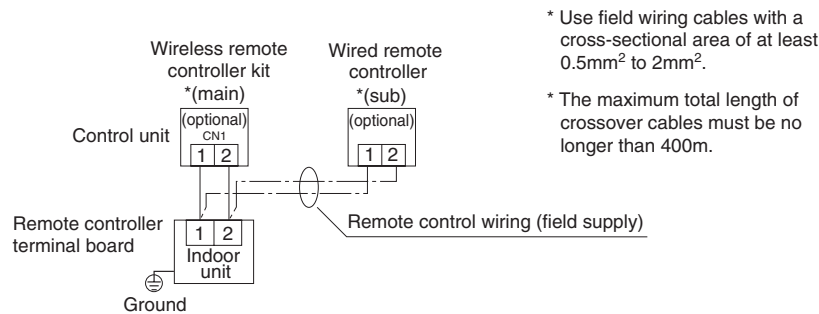 Wireless remote
controller kit
*(main)
Wired remote
controller
*(sub)
* Use field wiring cables with a
cross-sectional area of at least
0.5mm² to 2mm².
* The maximum total length of
crossover cables must be no
longer than 400m.
Control unit
(optional)
CN1
1 2
(optional)
1 2
Remote controller
terminal board
1 2
Indoor
unit
Remote control wiring (field supply)
Ground